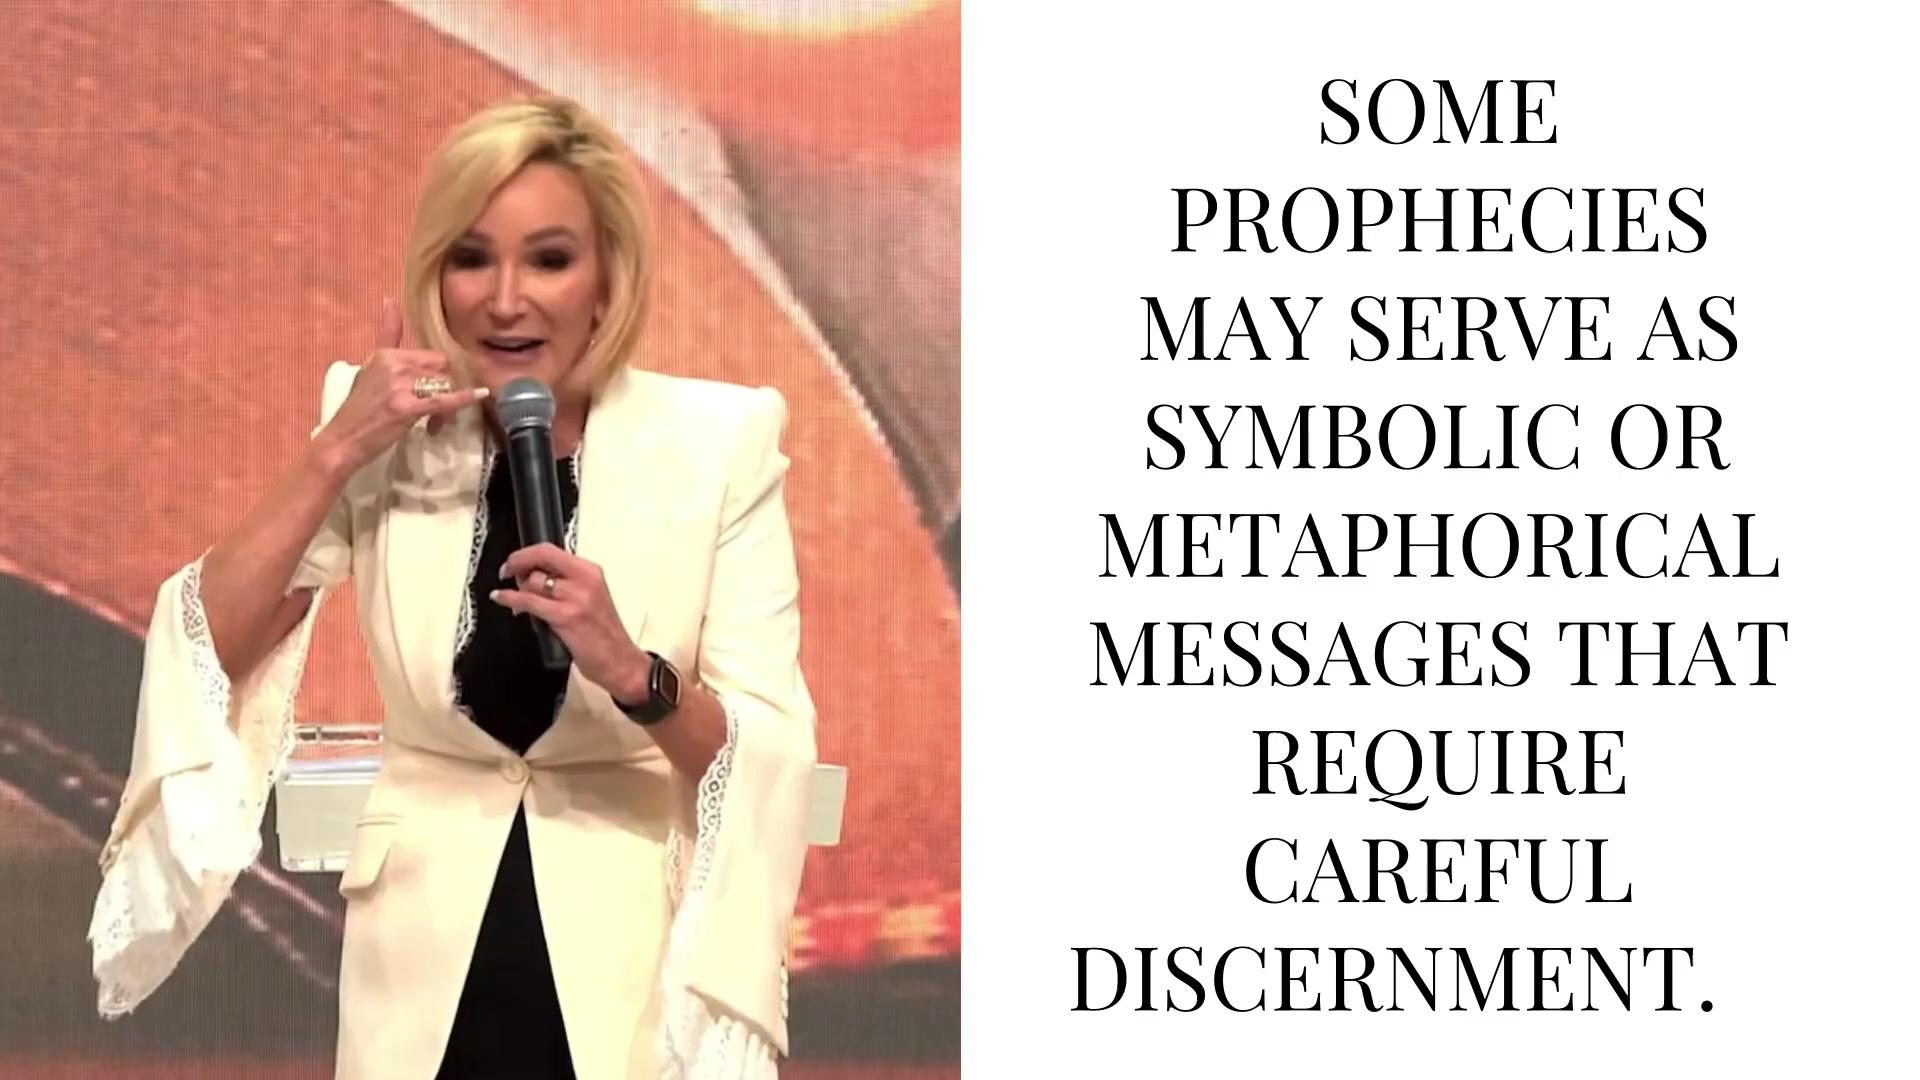 SOME
PROPHECIES
MAY SERVE AS
SYMBOLIC OR
METAPHORICAL
MESSAGES THAT
REQUIRE
CAREFUL
DISCERNMENT.